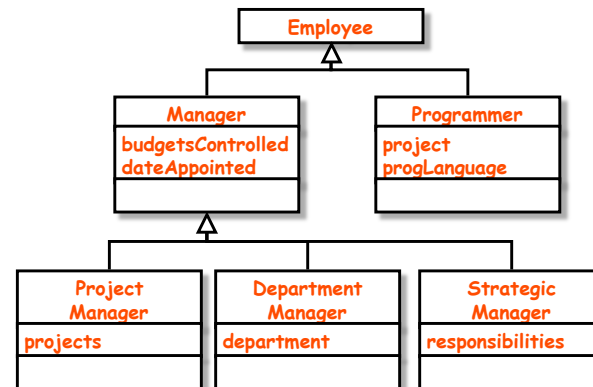 Employee
Manager
budgetsControlled
dateAppointed
Programmer
project
progLanguage
Project
Manager
projects
Department
Manager
department
Strategic
Manager
responsibilities